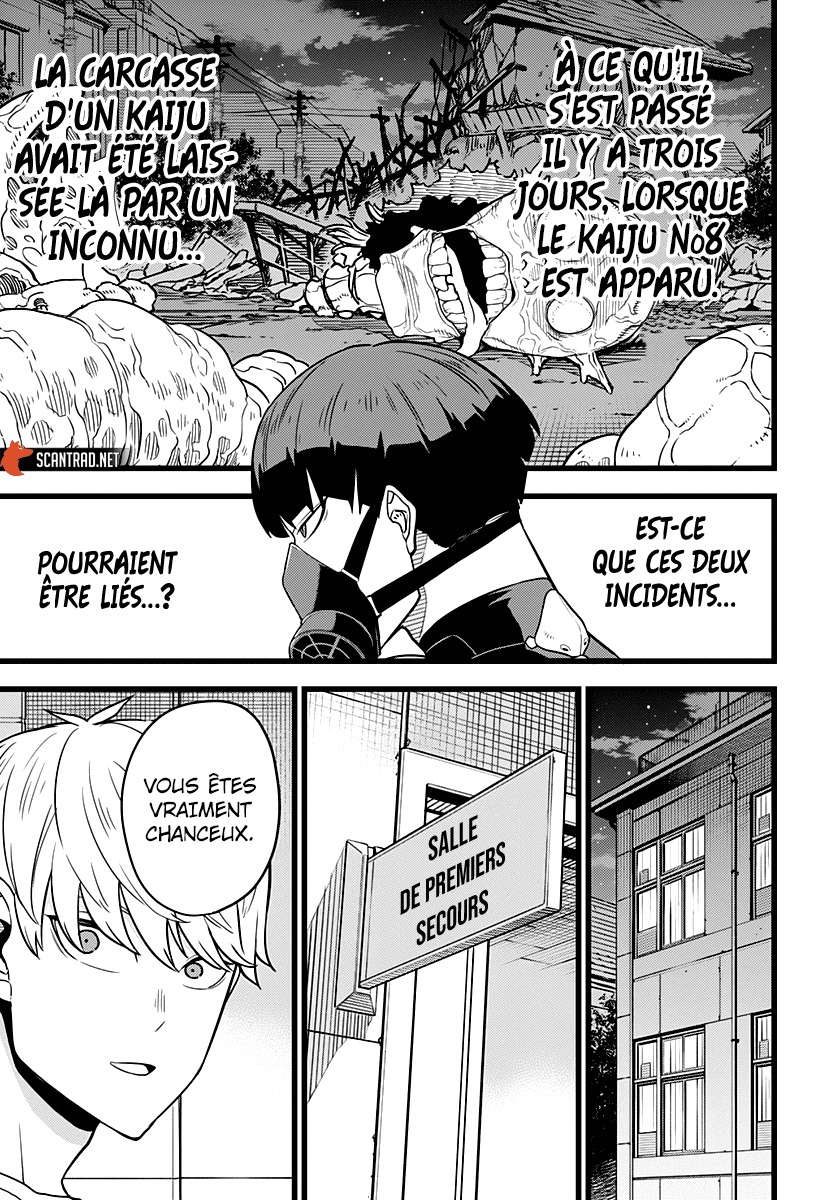 À CE QU'IL
S'EST PASSÉ
IL Y A TROIS
JOURS, LORSQUE
LE KAIJU No8
EST APPARU.
LA CARCASSE
D'UN KAIJU
AVAIT ÉTÉ LAIS-
SÉE LÀ PAR UN
INCONNU...
SCANTRAD.NET
EST-CE
QUE CES DEUX
INCIDENTS...
POURRAIENT
ÊTRE LIÉS...?
SALLE
DE PREMIERS
SECOURS
VOUS ÊTES
VRAIMENT
CHANCEUX.